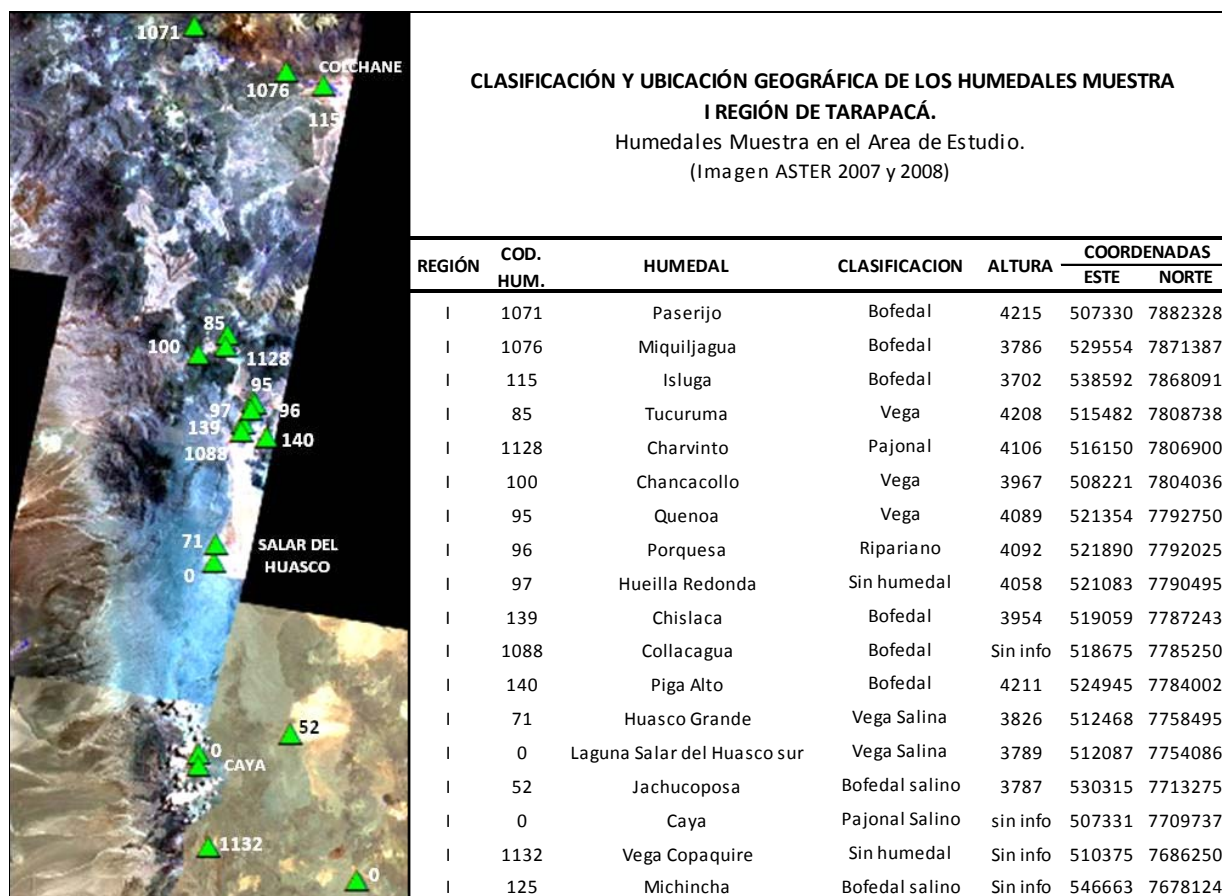 1071
COLCHANE
1076
115
85
100
1128
95
97
96
139
140
1088
71
SALAR DEL
HUASCO
0
52
0
CAYA
1132
0
CLASIFICACIÓN Y UBICACIÓN GEOGRÁFICA DE LOS HUMEDALES MUESTRA
I REGIÓN DE TARAPACÁ.
Humedales Muestra en el Area de Estudio.
(Imagen ASTER 2007 y 2008)
REGIÓN COD. HUM. HUMEDAL CLASIFICACION ALTURA COORDENADAS
ESTE NORTE
I 1071 Paserijo Bofedal 4215 507330 7882328
I 1076 Miquiljagua Bofedal 3786 529554 7871387
I 115 Isluga Bofedal 3702 538592 7868091
I 85 Tucuruma Vega 4208 515482 7808738
I 1128 Charvinto Pajonal 4106 516150 7806900
I 100 Chancacollo Vega 3967 508221 7804036
I 95 Quenoa Vega 4089 521354 7792750
I 96 Porquesa Ripariano 4092 521890 7792025
I 97 Hueilla Redonda Sin humedal 4058 521083 7790495
I 139 Chislaca Bofedal 3954 519059 7787243
I 1088 Collacagua Bofedal Sin info 518675 7785250
I 140 Piga Alto Bofedal 4211 524945 7784002
I 71 Huasco Grande Vega Salina 3826 512468 7758495
I 0 Laguna Salar del Huasco sur Vega Salina 3789 512087 7754086
I 52 Jachucoposa Bofedal salino 3787 530315 7713275
I 0 Caya Pajonal Salino sin info 507331 7709737
I 1132 Vega Copaquire Sin humedal Sin info 510375 7686250
I 125 Michincha Bofedal salino Sin info 546663 7678124